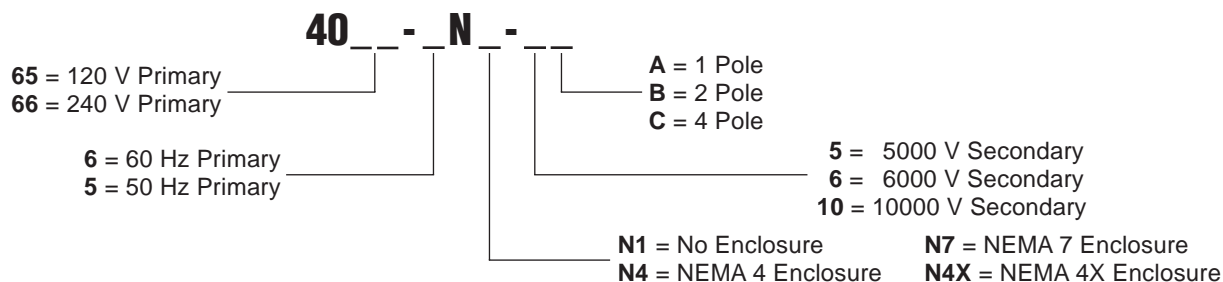 40_ _- _N_-_ _
65 = 120 V Primary
66 = 240 V Primary
A = 1 Pole
B = 2 Pole
C = 4 Pole
6 = 60 Hz Primary
5 = 50 Hz Primary
5 = 5000 V Secondary
6 = 6000 V Secondary
10 = 10000 V Secondary
N1 = No Enclosure
N7 = NEMA 7 Enclosure
N4 = NEMA 4 Enclosure
N4X = NEMA 4X Enclosure